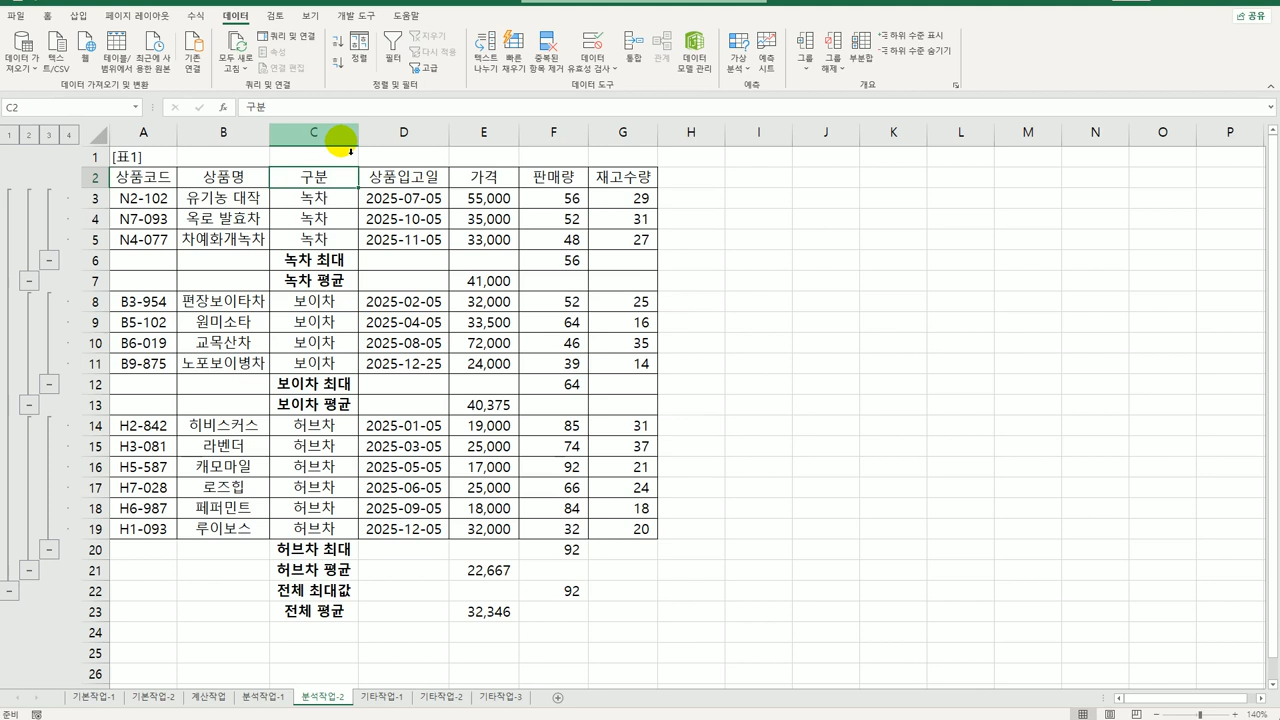 파일 홈 삽입 페이지 레이아웃 수식 데이터 검토 보기 개발 도구 도움말 공유
데이터 가져오기 텍스트/CSV 웹 테이블/범위에서 최근에 사용한 원본 기존 연결
데이터 가져오기 및 변환
모두 새로 고침 쿼리 및 연결 속성 연결 편집
쿼리 및 연결
정렬 필터 지우기 다시 적용 고급
정렬 및 필터
텍스트 나누기 빠른 채우기 중복된 항목 제거 데이터 유효성 검사 통합 관계 데이터 모델 관리
데이터 도구
가상 분석 예측 시트
예측
그룹 그룹 해제 부분합 하위 수준 표시 하위 수준 숨기기
개요
C2 fx 구분
1 2 3 4 A B C D E F G H I J K L M N O P
1 [표1]
2 상품코드 상품명 구분 상품입고일 가격 판매량 재고수량
3 N2-102 유기농 대작 녹차 2025-07-05 55,000 56 29
4 N7-093 옥로 발효차 녹차 2025-10-05 35,000 52 31
5 N4-077 차예화개녹차 녹차 2025-11-05 33,000 48 27
6 녹차 최대 56
7 녹차 평균 41,000
8 B3-954 편장보이타차 보이차 2025-02-05 32,000 52 25
9 B5-102 원미소타 보이차 2025-04-05 33,500 64 16
10 B6-019 교목산차 보이차 2025-08-05 72,000 46 35
11 B9-875 노포보이병차 보이차 2025-12-25 24,000 39 14
12 보이차 최대 64
13 보이차 평균 40,375
14 H2-842 히비스커스 허브차 2025-01-05 19,000 85 31
15 H3-081 라벤더 허브차 2025-03-05 25,000 74 37
16 H5-587 캐모마일 허브차 2025-05-05 17,000 92 21
17 H7-028 로즈힙 허브차 2025-06-05 25,000 66 24
18 H6-987 페퍼민트 허브차 2025-09-05 18,000 84 18
19 H1-093 루이보스 허브차 2025-12-05 32,000 32 20
20 허브차 최대 92
21 허브차 평균 22,667
22 전체 최대값 92
23 전체 평균 32,346
24
25
26
기본작업-1 기본작업-2 계산작업 분석작업-1 분석작업-2 기타작업-1 기타작업-2 기타작업-3
준비 140%